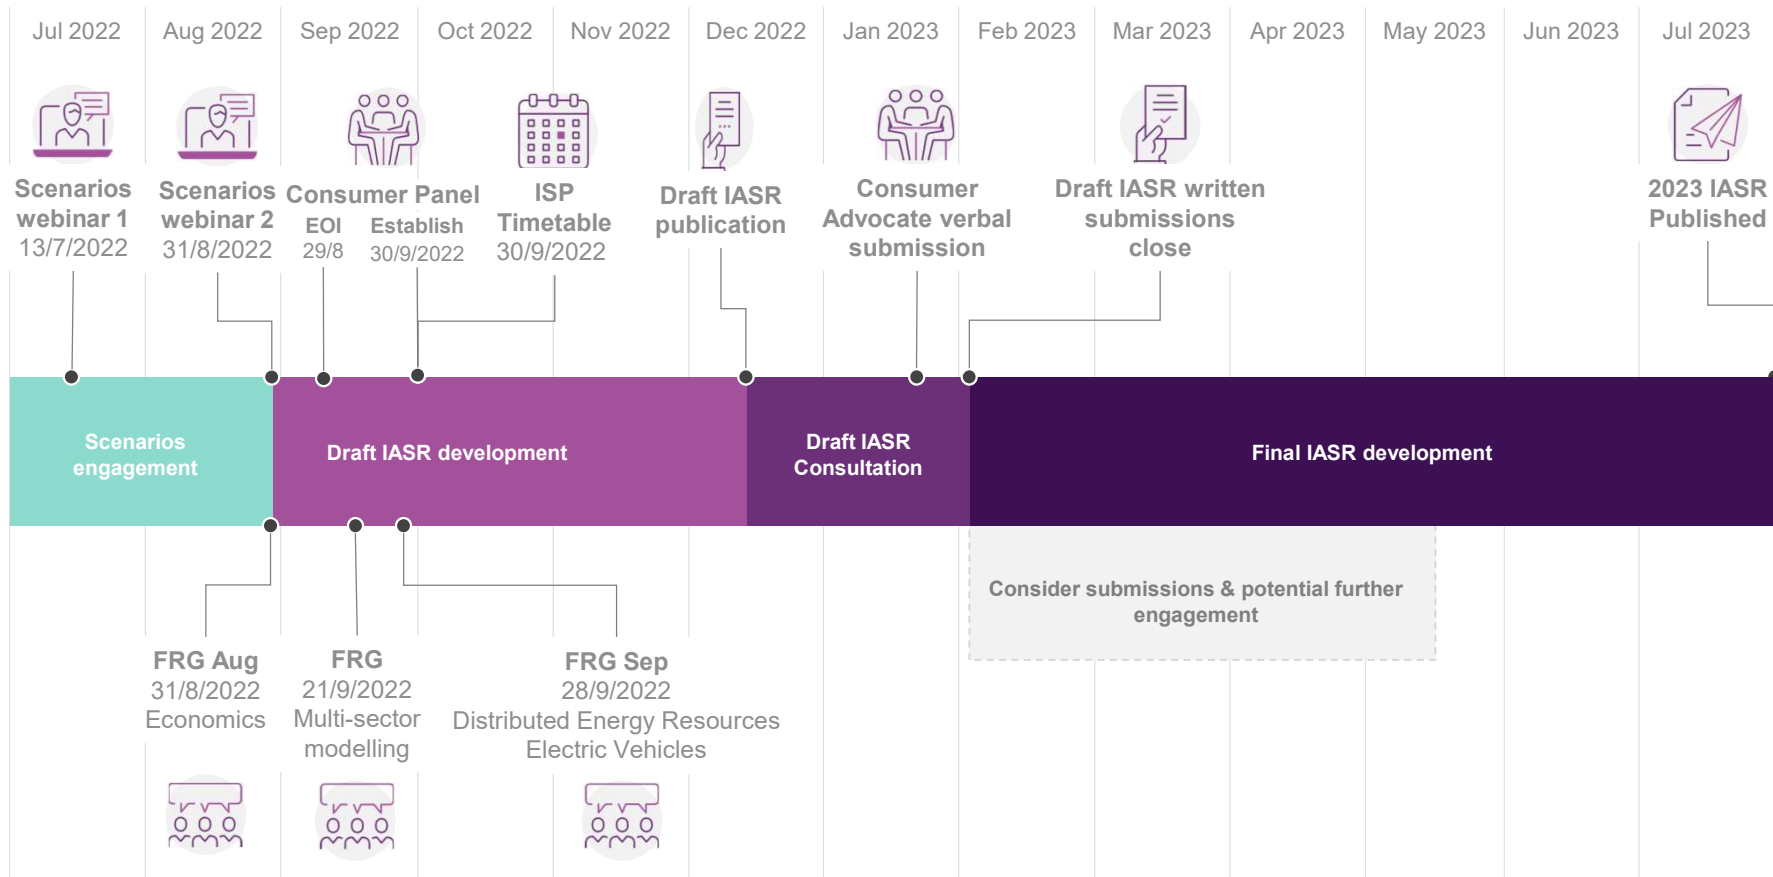 Jul 2022
Aug 2022
Sep 2022
Oct 2022
Nov 2022
Dec 2022
Jan 2023
Feb 2023
Mar 2023
Apr 2023
May 2023
Jun 2023
Jul 2023
Scenarios
webinar 1
13/7/2022
Scenarios
webinar 2
31/8/2022
Consumer Panel
EOI
29/8
Establish
30/9/2022
ISP
Timetable
30/9/2022
Draft IASR
publication
Consumer
Advocate verbal
submission
Draft IASR written
submissions
close
2023 IASR
Published
Scenarios
engagement
Draft IASR development
Draft IASR
Consultation
Final IASR development
Consider submissions & potential further
engagement
FRG Aug
31/8/2022
Economics
FRG
21/9/2022
Multi-sector
modelling
FRG Sep
28/9/2022
Distributed Energy Resources
Electric Vehicles